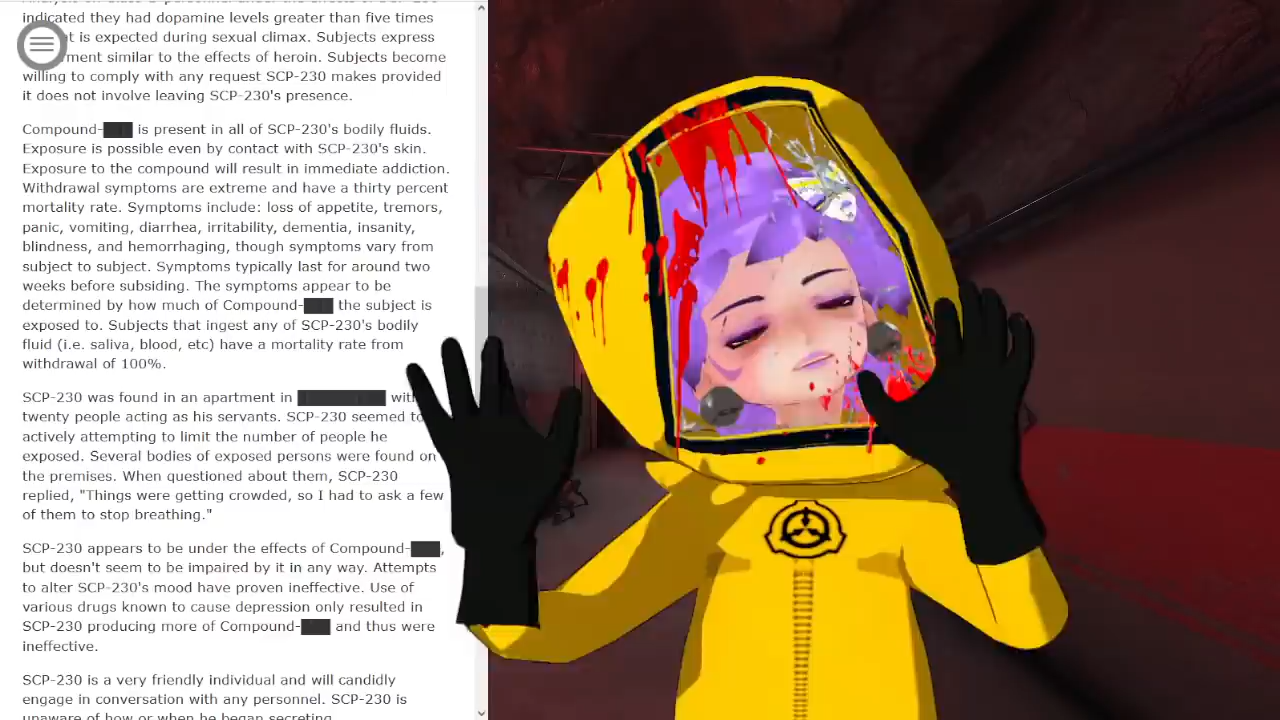 indicated they had dopamine levels greater than five times
is expected during sexual climax. Subjects express
similar to the effects of heroin. Subjects become
willing to comply with any request SCP-230 makes provided
it does not involve leaving SCP-230's presence.
Compound- is present in all of SCP-230's bodily fluids.
Exposure is possible even by contact with SCP-230's skin.
Exposure to the compound will result in immediate addiction.
Withdrawal symptoms are extreme and have a thirty percent
mortality rate. Symptoms include: loss of appetite, tremors,
panic, vomiting, diarrhea, irritability, dementia, insanity,
blindness, and hemorrhaging, though symptoms vary from
subject to subject. Symptoms typically last for around two
weeks before subsiding. The symptoms appear to be
determined by how much of Compound- the subject is
exposed to. Subjects that ingest any of SCP-230's bodily
fluid (i.e. saliva, blood, etc) have a mortality rate from
withdrawal of 100%.
SCP-230 was found in an apartment in with
twenty people acting as his servants. SCP-230 seemed to
actively attempting to limit the number of people he
exposed. Several bodies of exposed persons were found on
the premises. When questioned about them, SCP-230
replied, "Things were getting crowded, so I had to ask a few
of them to stop breathing."
SCP-230 appears to be under the effects of Compound- ,
but doesn't seem to be impaired by it in any way. Attempts
to alter SCP-230's mood have proven ineffective. Use of
various drugs known to cause depression only resulted in
SCP-230 producing more of Compound- as drugs were
ineffective.
SCP-230 is a very friendly individual and will candidly
engage in conversation with any personnel. SCP-230 is
unaware of how or when he began secreting